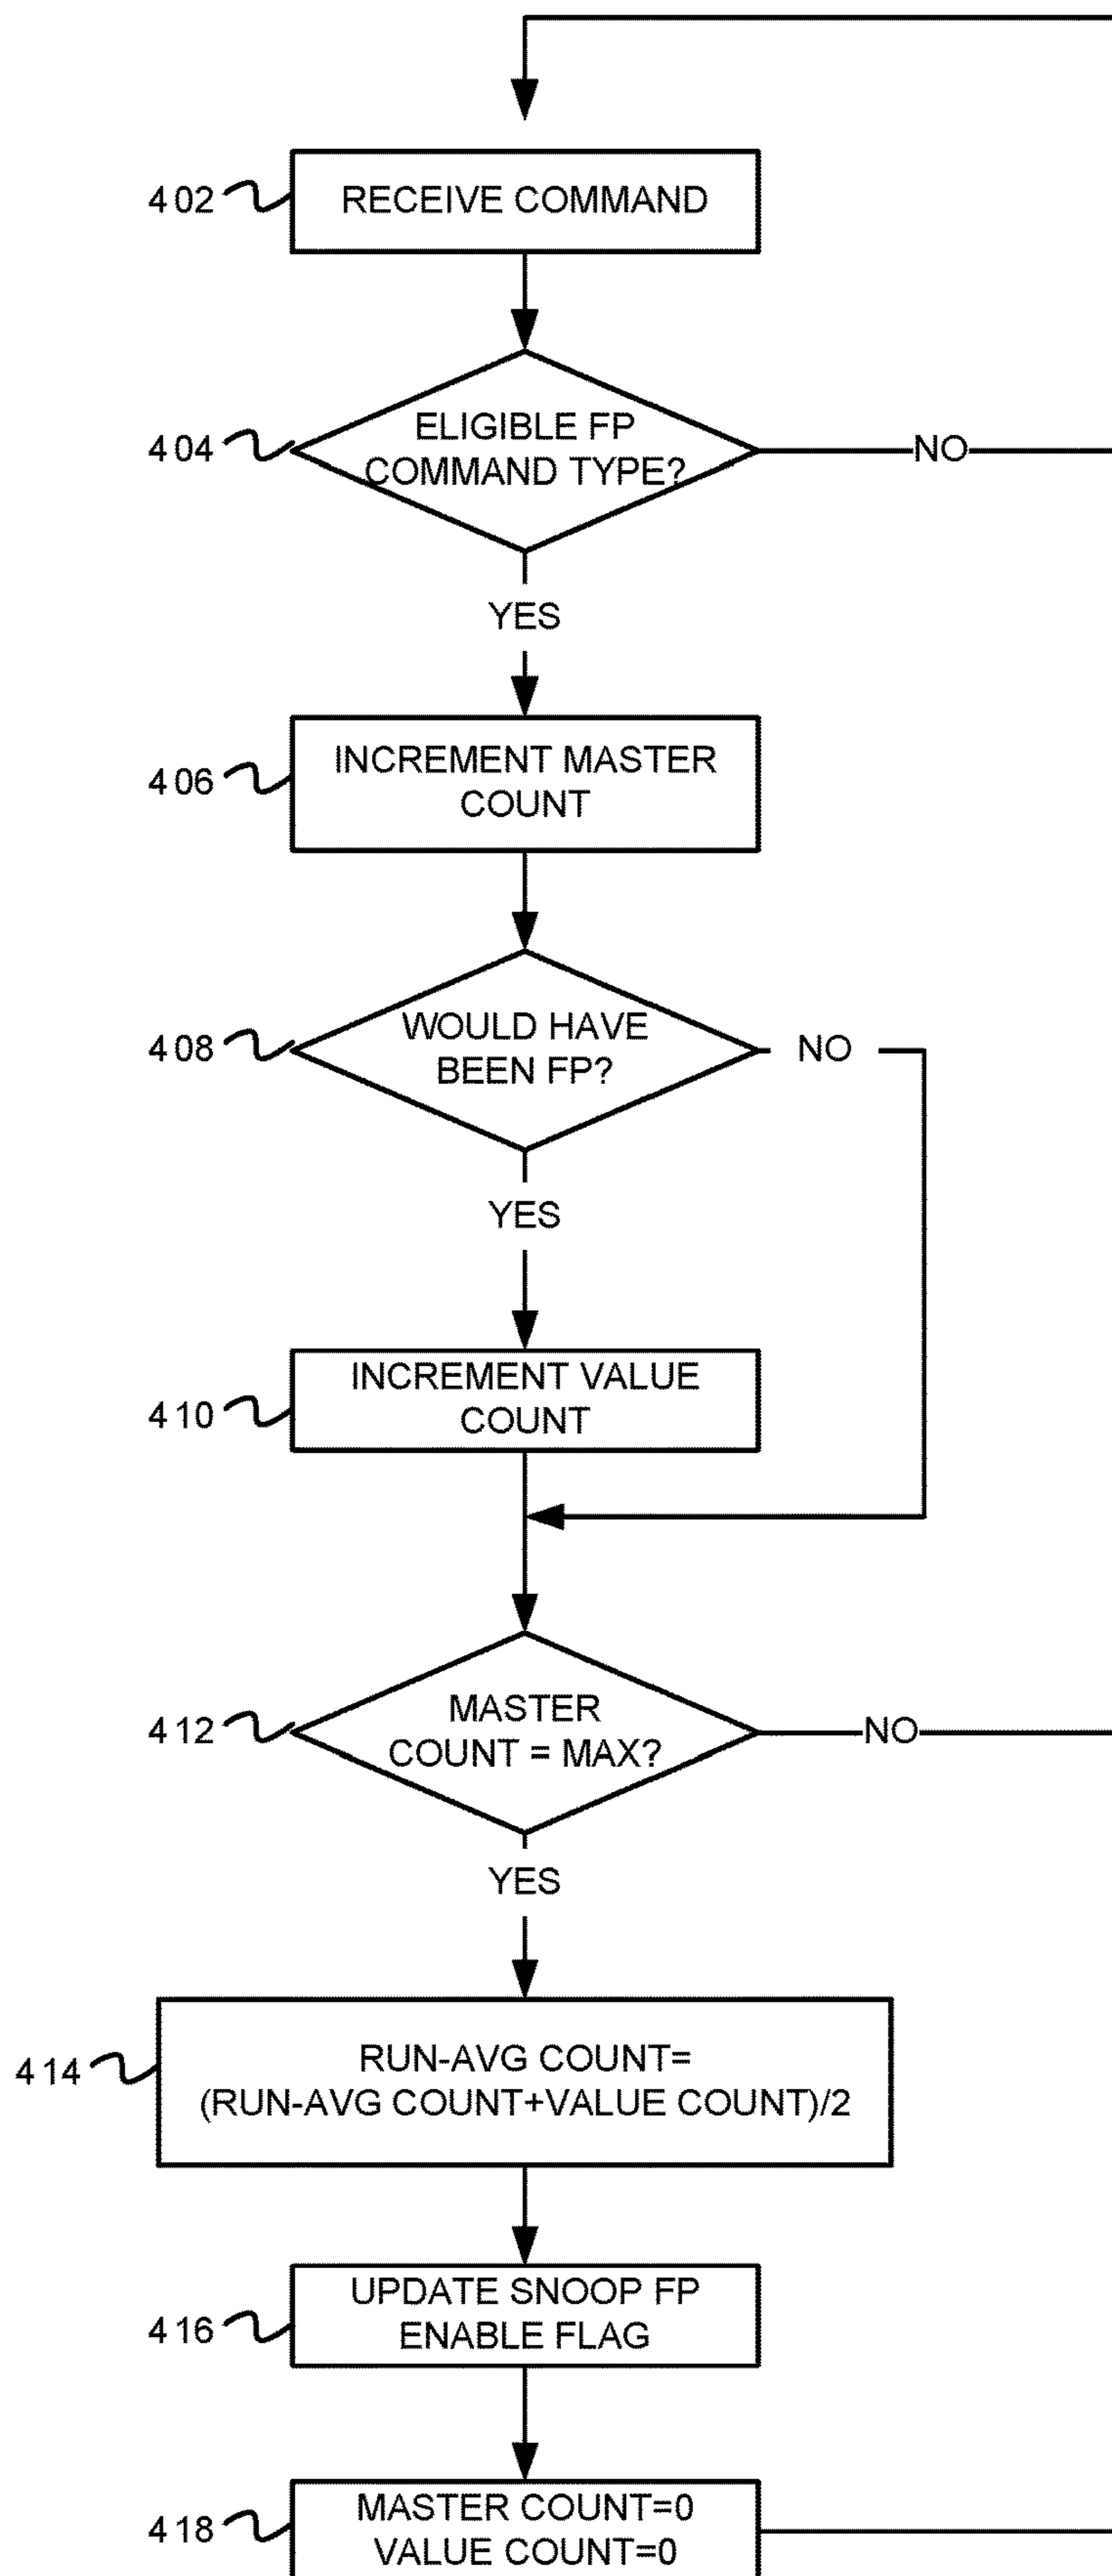 402
RECEIVE COMMAND
404
ELIGIBLE FP
COMMAND TYPE?
NO
YES
406
INCREMENT MASTER
COUNT
408
WOULD HAVE
BEEN FP?
NO
YES
410
INCREMENT VALUE
COUNT
412
MASTER
COUNT = MAX?
NO
YES
414
RUN-AVG COUNT=
(RUN-AVG COUNT+VALUE COUNT)/2
416
UPDATE SNOOP FP
ENABLE FLAG
418
MASTER COUNT=0
VALUE COUNT=0